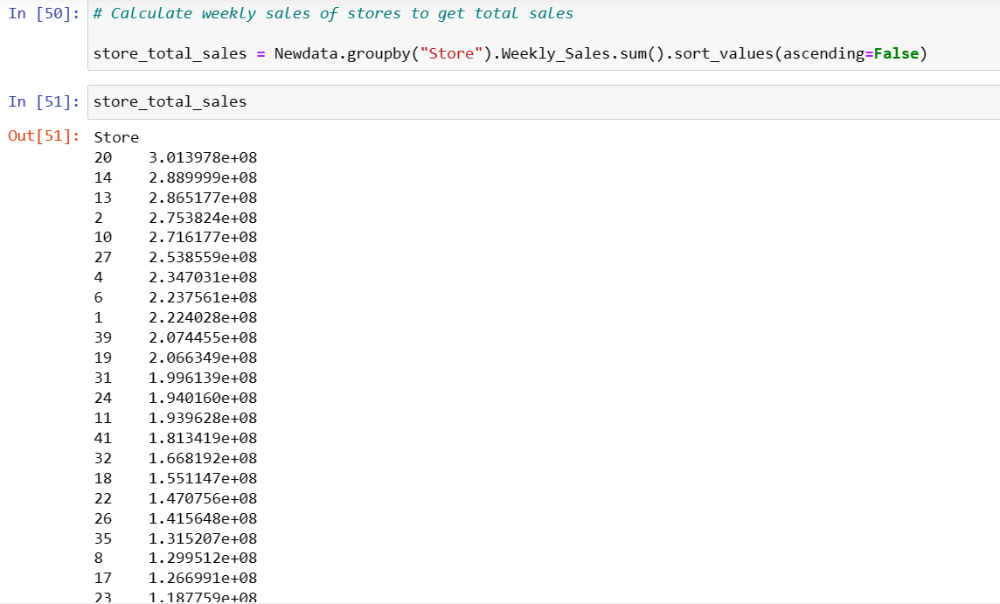 In [50]: # Calculate weekly sales of stores to get total sales
store_total_sales = Newdata.groupby("Store").Weekly_Sales.sum().sort_values(ascending=False)
In [51]: store_total_sales
Out[51]: Store
20    3.013978e+08
14    2.889999e+08
13    2.865177e+08
2     2.753824e+08
10    2.716177e+08
27    2.538559e+08
4     2.347031e+08
6     2.237561e+08
1     2.224028e+08
39    2.074455e+08
19    2.066349e+08
31    1.996139e+08
24    1.940160e+08
11    1.939628e+08
41    1.813419e+08
32    1.668192e+08
18    1.551147e+08
22    1.470756e+08
26    1.415648e+08
35    1.315207e+08
8     1.299512e+08
17    1.266991e+08
23    1.187759e+08